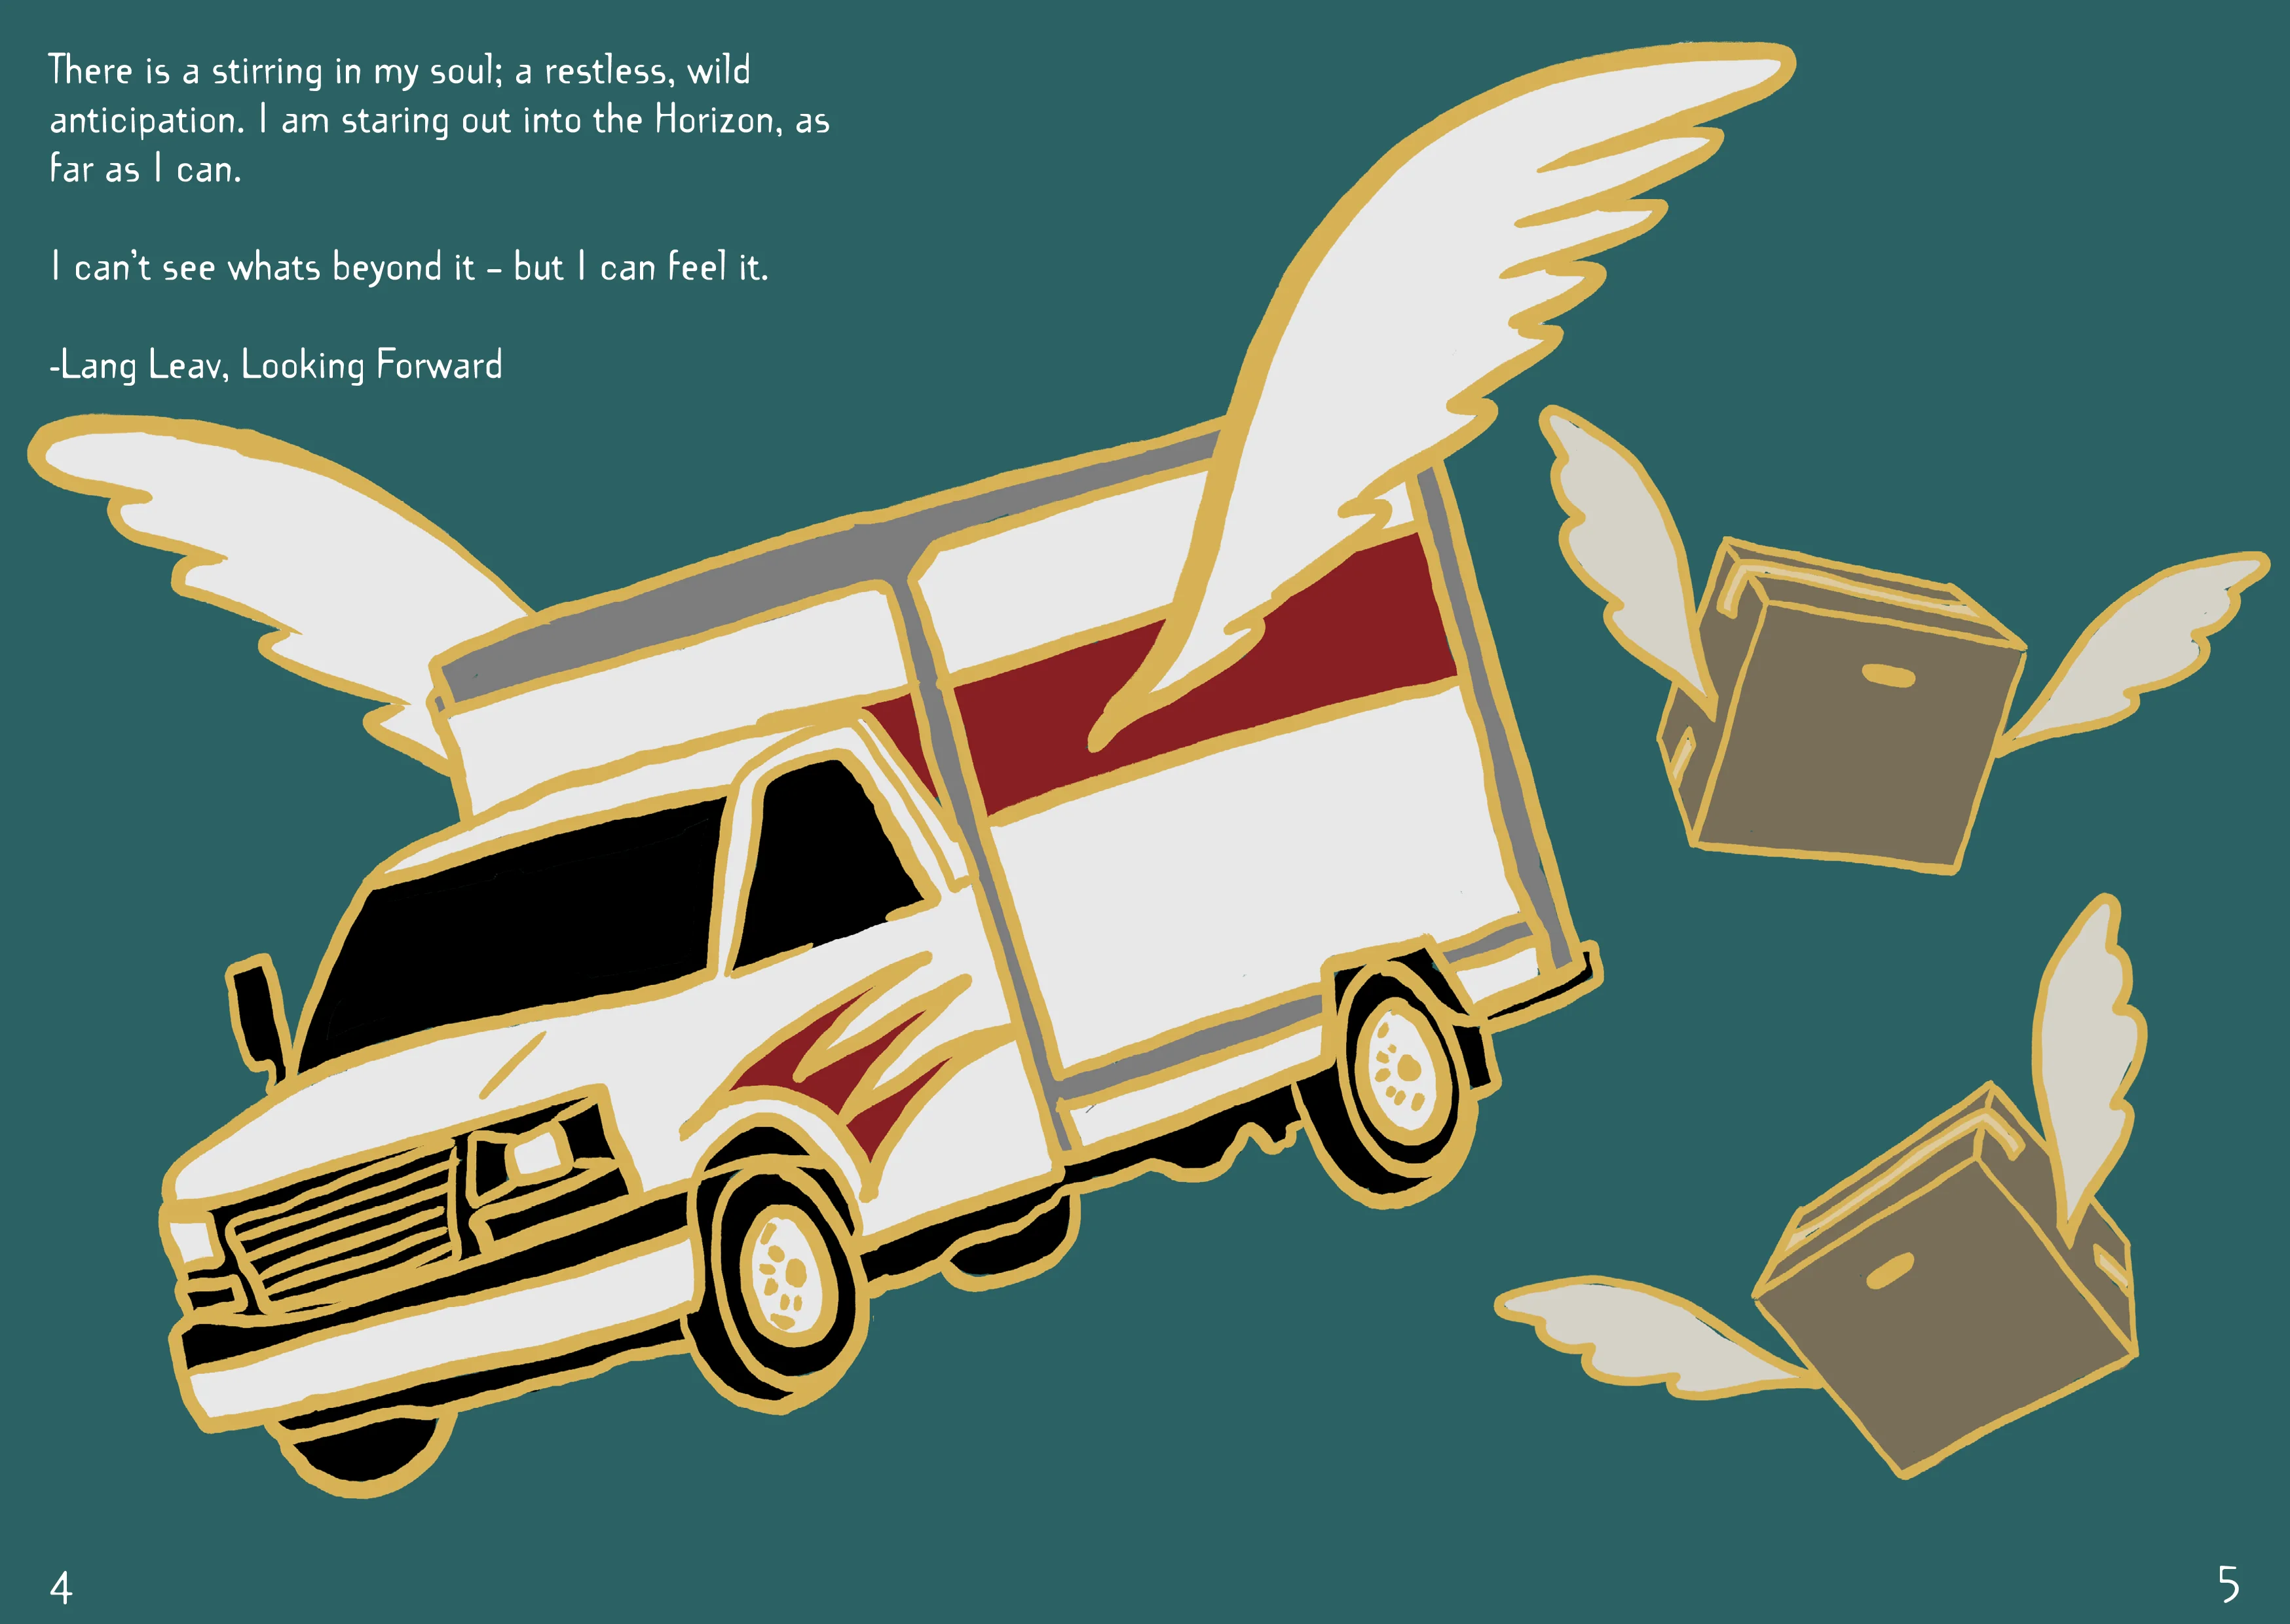 There is a stirring in my soul; a restless, wild
anticipation. I am staring out into the Horizon, as
far as I can.
I can't see whats beyond it - but I can feel it.
-Lang Leav, Looking Forward
4
5